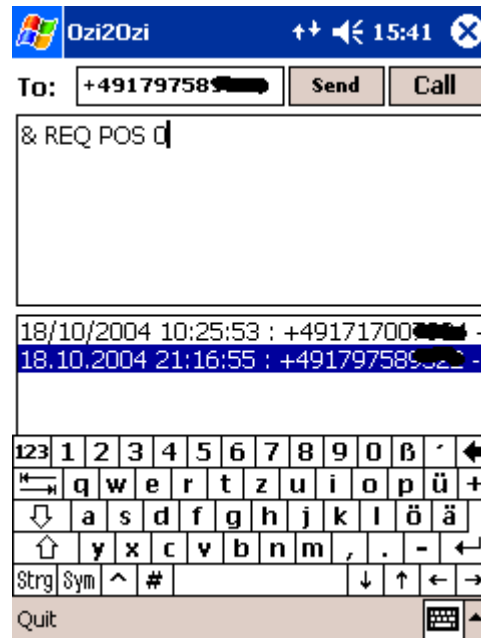 Ozi2Ozi 15:41
To: +49179758 Send Call
& REQ POS 0
18/10/2004 10:25:53 : +49171700 -
18.10.2004 21:16:55 : +49179758 -
123 1 2 3 4 5 6 7 8 9 0 ß ´
q w e r t z u i o p ü +
a s d f g h j k l ö ä
y x c v b n m , . -
Strg Sym ^ # ↓ ↑ ← →
Quit